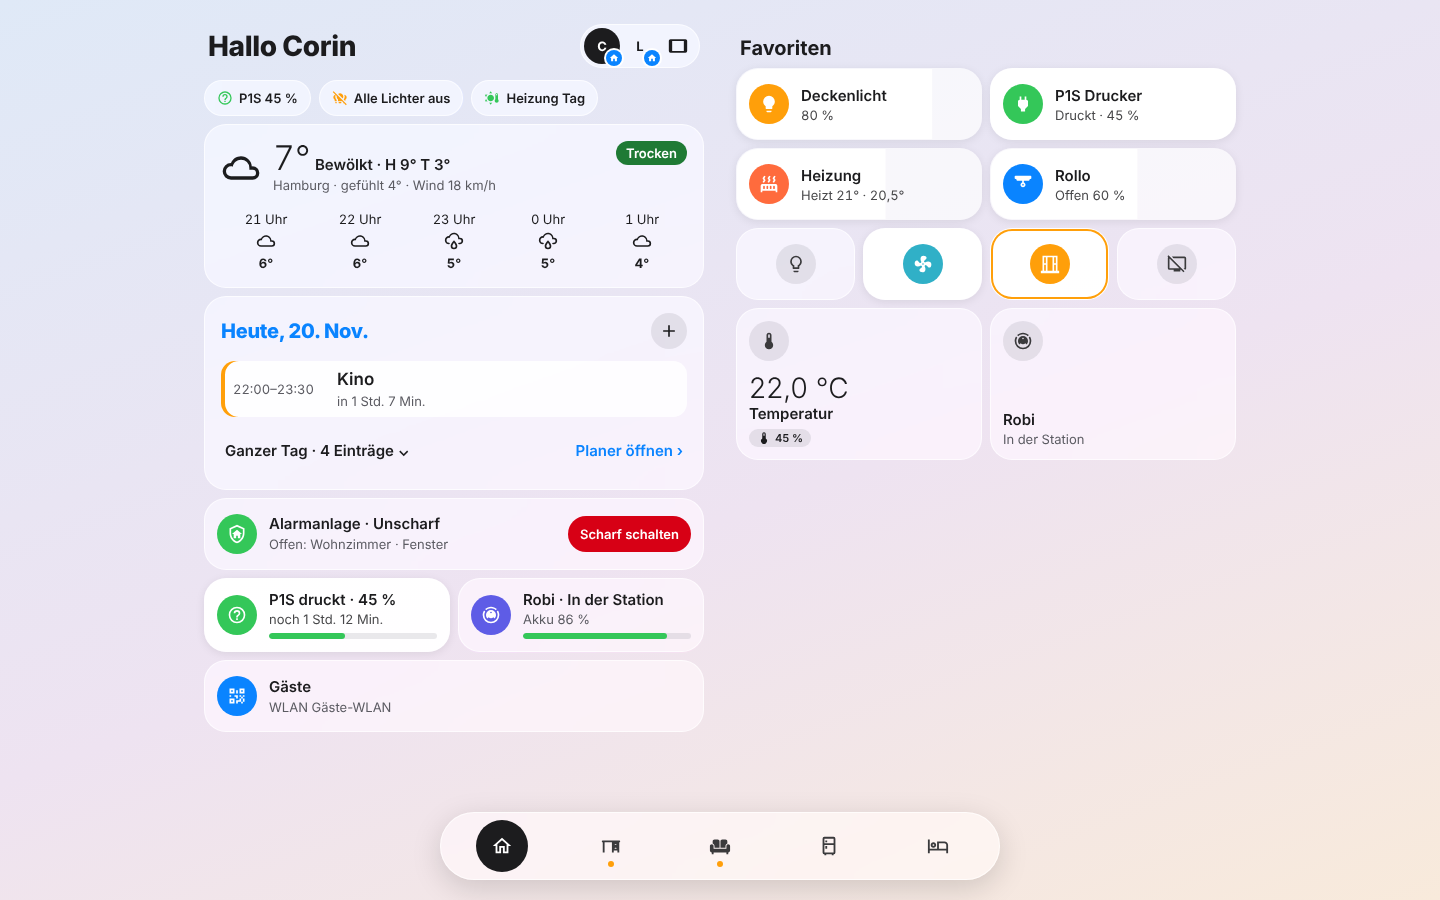 Hallo Corin
C
L
P1S 45 %
Alle Lichter aus
Heizung Tag
7° Bewölkt · H 9° T 3°
Hamburg · gefühlt 4° · Wind 18 km/h
Trocken
21 Uhr
22 Uhr
23 Uhr
0 Uhr
1 Uhr
6°
6°
5°
5°
4°
Heute, 20. Nov.
22:00–23:30
Kino
in 1 Std. 7 Min.
Ganzer Tag · 4 Einträge
Planer öffnen ›
Alarmanlage · Unscharf
Offen: Wohnzimmer · Fenster
Scharf schalten
P1S druckt · 45 %
noch 1 Std. 12 Min.
Robi · In der Station
Akku 86 %
Gäste
WLAN Gäste-WLAN
Favoriten
Deckenlicht
80 %
P1S Drucker
Druckt · 45 %
Heizung
Heizt 21° · 20,5°
Rollo
Offen 60 %
22,0 °C
Temperatur
45 %
Robi
In der Station